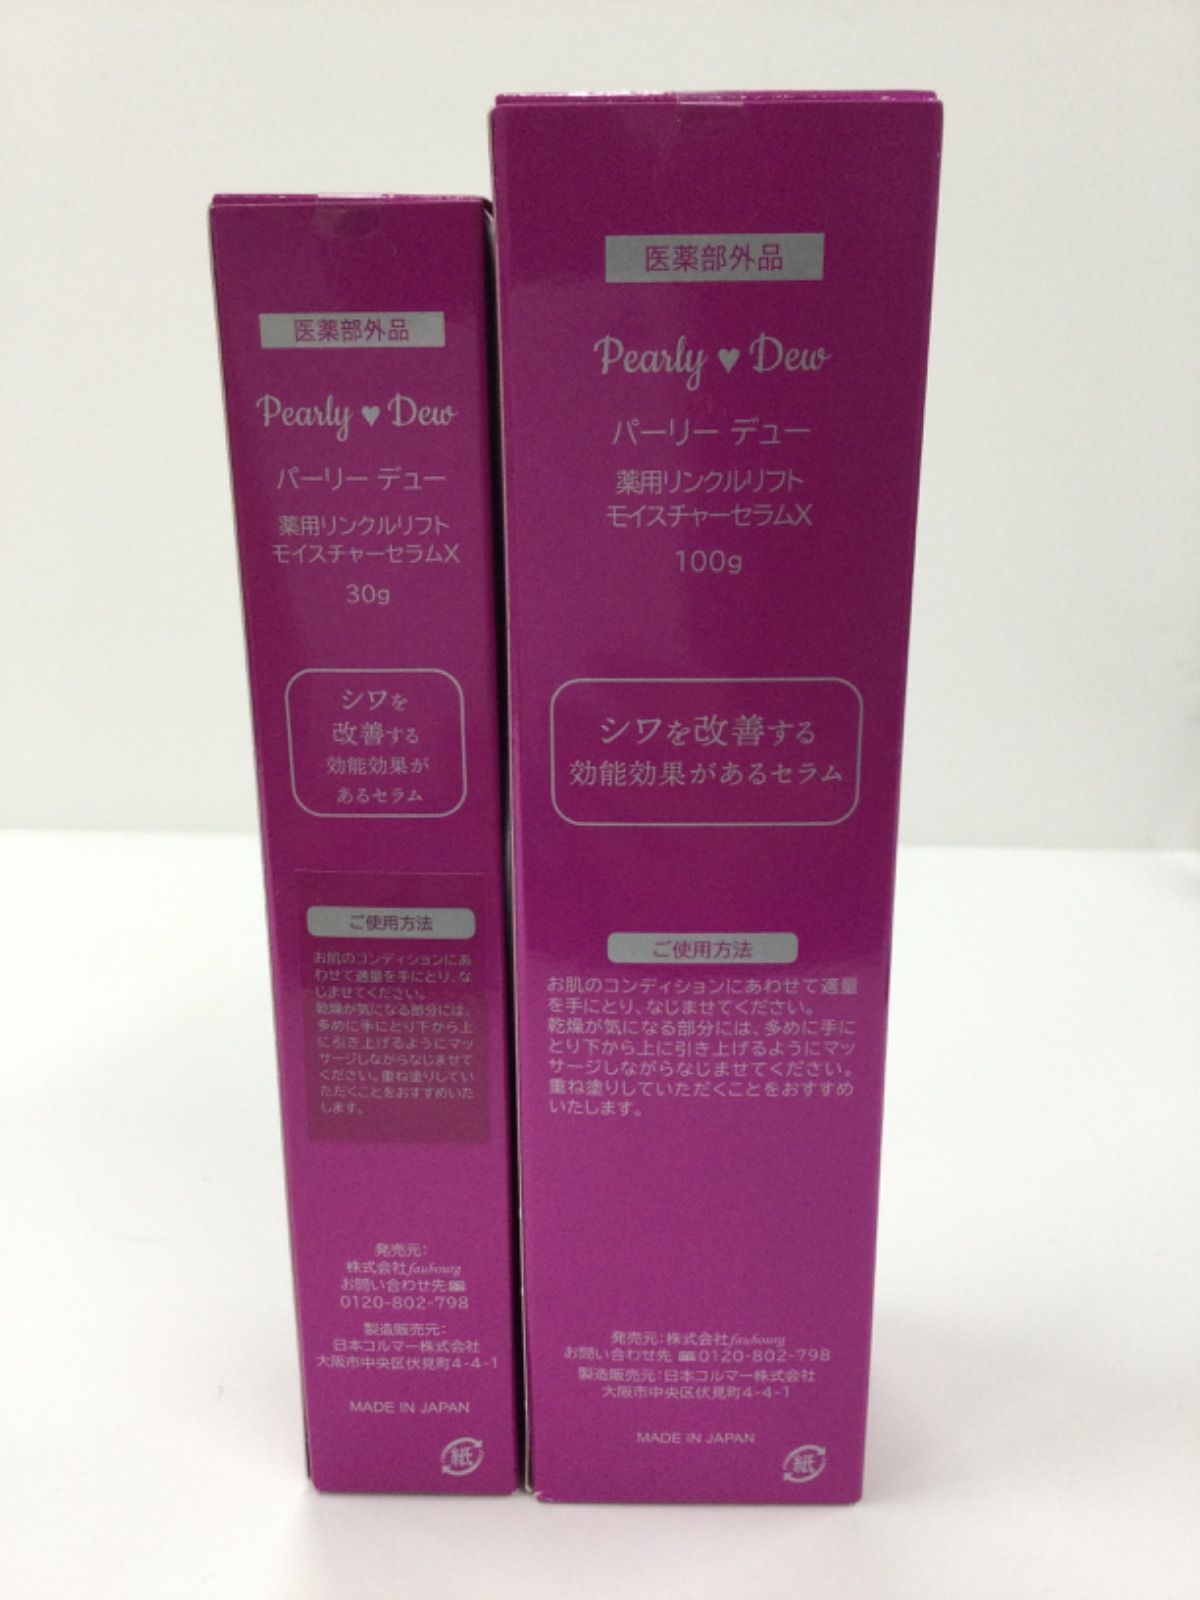 医薬部外品
Pearly ♥ Dew
パーリー デュー
薬用リンクルリフト
モイスチャーセラムX
30g
シワを
改善する
効能効果が
あるセラム
ご使用方法
お肌のコンディションにあ
わせて適量を手にとり、な
じませてください。
乾燥が気になる部分には、
多めに手にとり下から上
に引き上げるようにマッ
サージしながらなじませて
ください。重ね塗りしてい
ただくことをおすすめいた
します。
発売元:
株式会社faubourg
お問い合わせ先
0120-802-798
製造販売元:
日本コルマー株式会社
大阪市中央区伏見町4-4-1
MADE IN JAPAN
紙
医薬部外品
Pearly ♥ Dew
パーリー デュー
薬用リンクルリフト
モイスチャーセラムX
100g
シワを改善する
効能効果があるセラム
ご使用方法
お肌のコンディションにあわせて適量
を手にとり、なじませてください。
乾燥が気になる部分には、多めに手に
とり下から上に引き上げるようにマッ
サージしながらなじませてください。
重ね塗りしていただくことをおすすめ
いたします。
発売元:株式会社faubourg
お問い合わせ先 0120-802-798
製造販売元:日本コルマー株式会社
大阪市中央区伏見町4-4-1
MADE IN JAPAN
紙